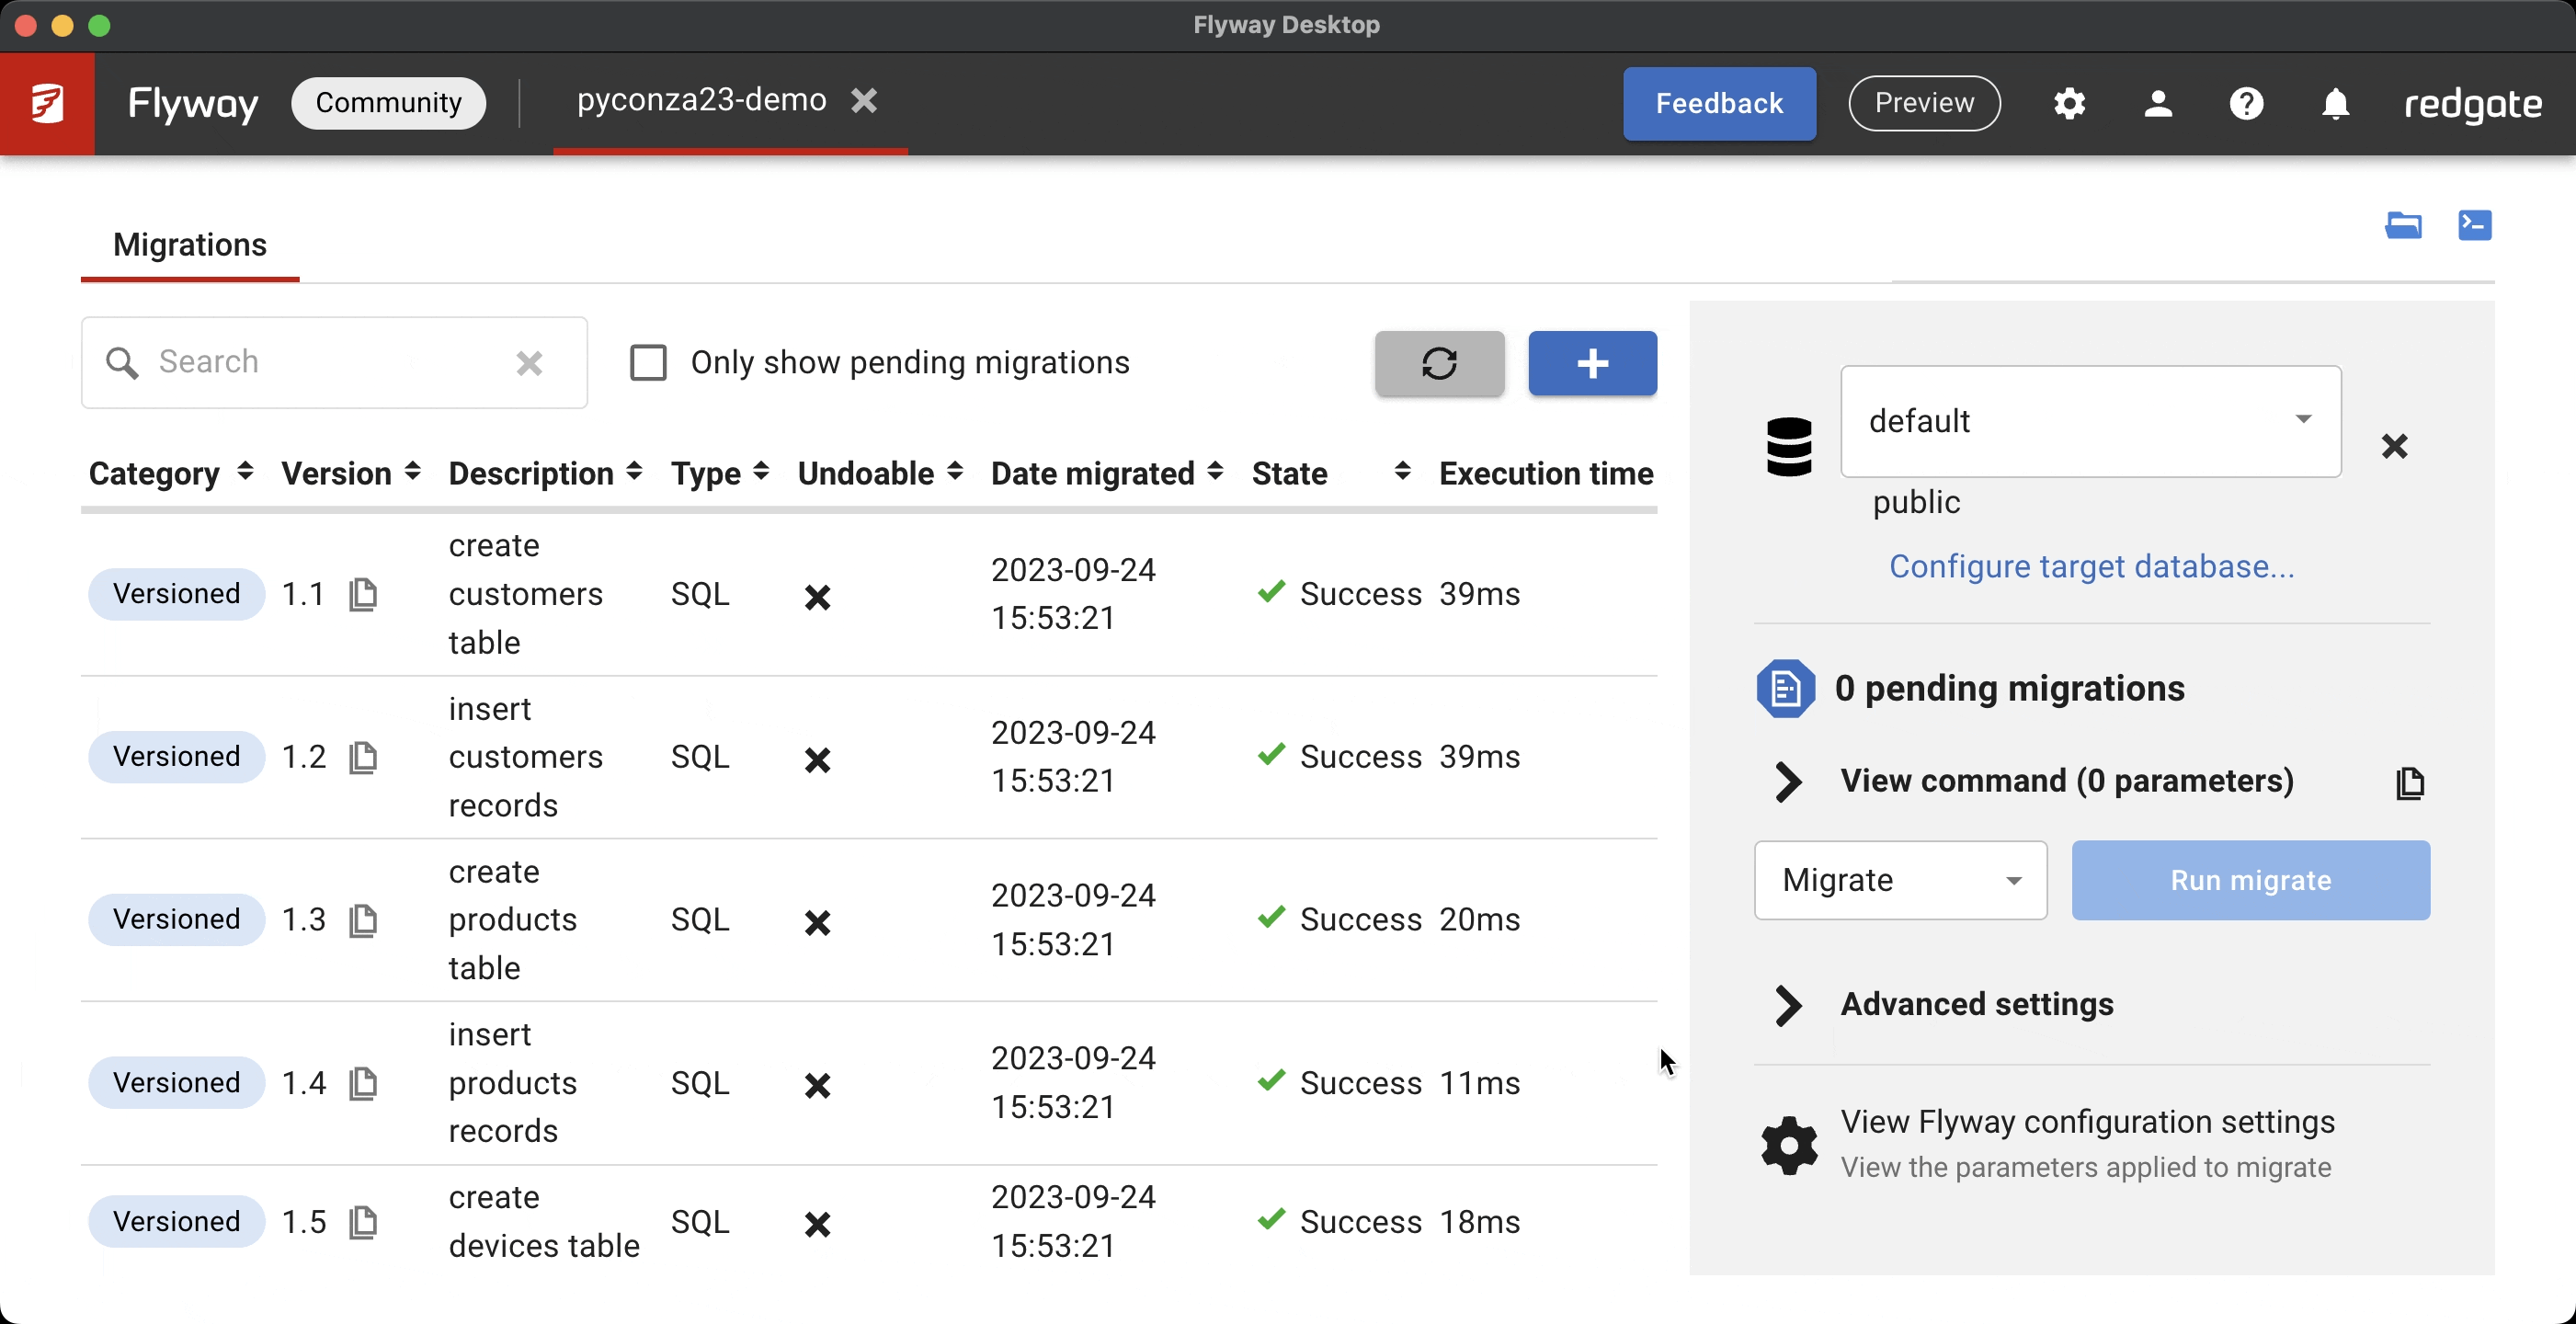 Flyway Desktop
Flyway Community pyconza23-demo Feedback Preview redgate
Migrations
Search Only show pending migrations
Category Version Description Type Undoable Date migrated State Execution time
Versioned 1.1 create customers table SQL 2023-09-24 15:53:21 Success 39ms
Versioned 1.2 insert customers records SQL 2023-09-24 15:53:21 Success 39ms
Versioned 1.3 create products table SQL 2023-09-24 15:53:21 Success 20ms
Versioned 1.4 insert products records SQL 2023-09-24 15:53:21 Success 11ms
Versioned 1.5 create devices table SQL 2023-09-24 15:53:21 Success 18ms
default
public
Configure target database...
0 pending migrations
View command (0 parameters)
Migrate Run migrate
Advanced settings
View Flyway configuration settings
View the parameters applied to migrate